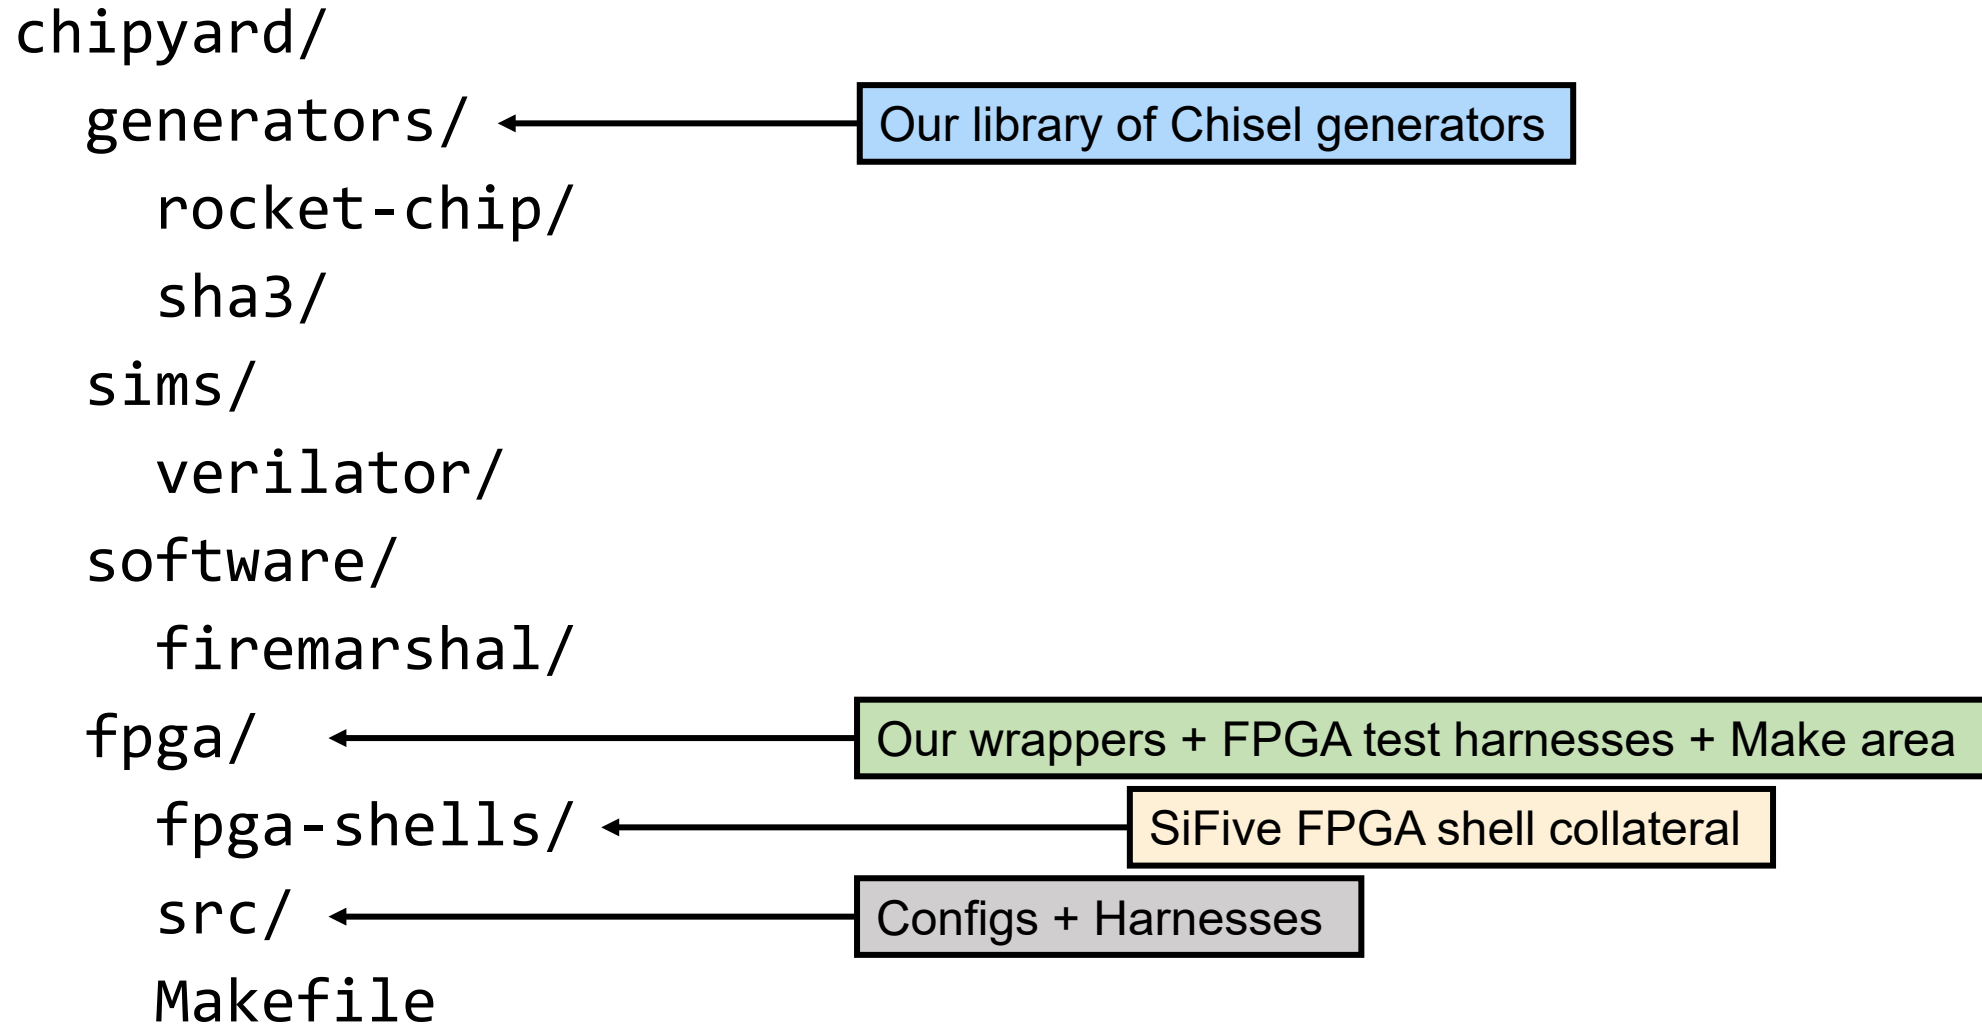 chipyard/
generators/
Our library of Chisel generators
rocket-chip/
sha3/
sims/
verilator/
software/
firemarshal/
fpga/
Our wrappers + FPGA test harnesses + Make area
fpga-shells/
SiFive FPGA shell collateral
src/
Configs + Harnesses
Makefile